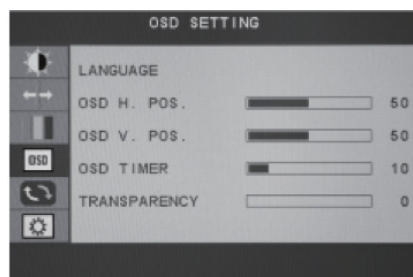 OSD SETTING
LANGUAGE
OSD H. POS. 50
OSD V. POS. 50
OSD OSD TIMER 10
TRANSPARENCY 0